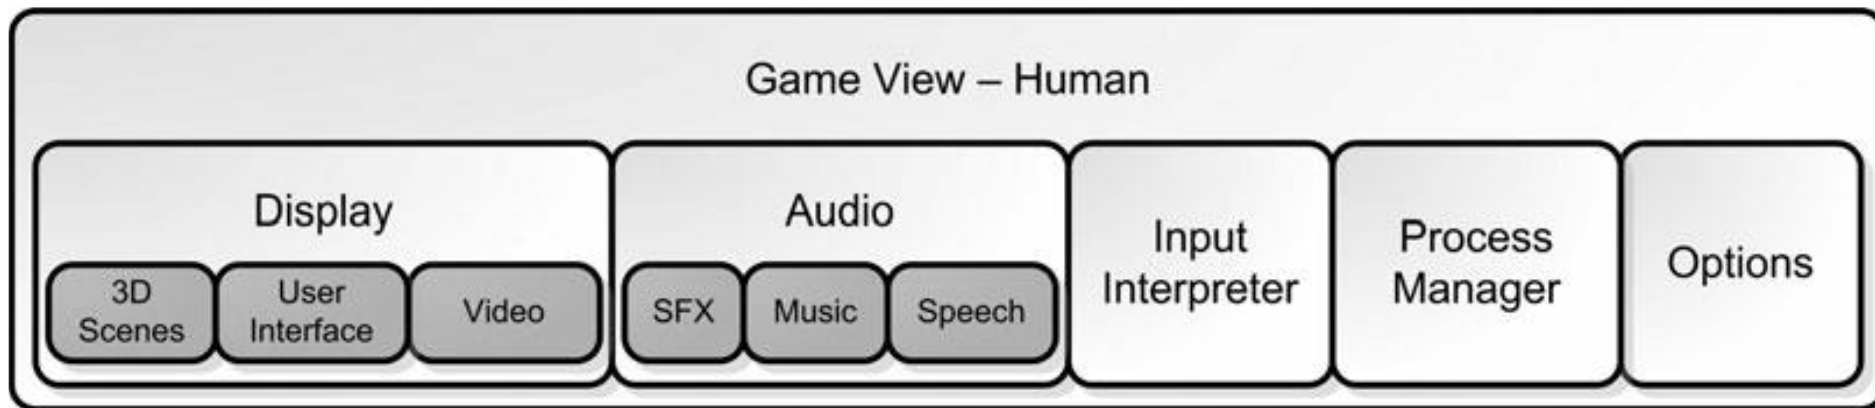 Game View – Human
Display
3D
Scenes
User
Interface
Video
Audio
SFX
Music
Speech
Input
Interpreter
Process
Manager
Options